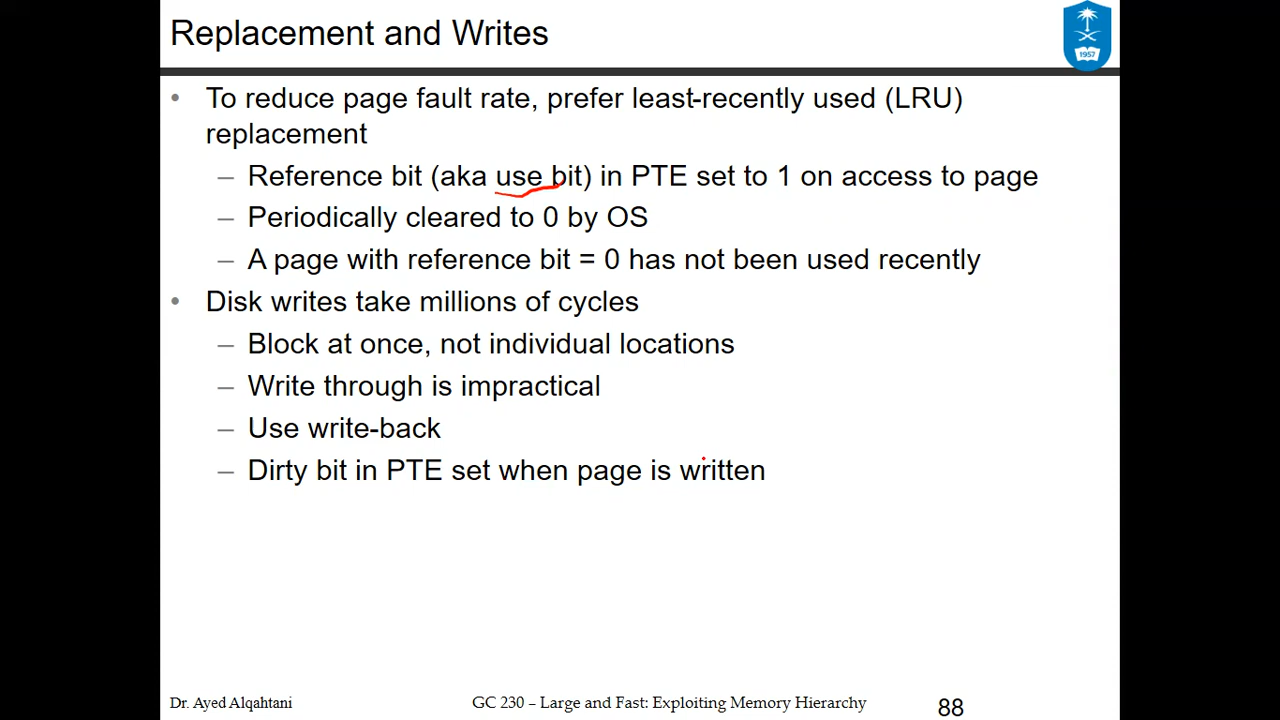 Replacement and Writes
1957
• To reduce page fault rate, prefer least-recently used (LRU)
replacement
– Reference bit (aka use bit) in PTE set to 1 on access to page
– Periodically cleared to 0 by OS
– A page with reference bit = 0 has not been used recently
• Disk writes take millions of cycles
– Block at once, not individual locations
– Write through is impractical
– Use write-back
– Dirty bit in PTE set when page is written
Dr. Ayed Alqahtani GC 230 – Large and Fast: Exploiting Memory Hierarchy 88